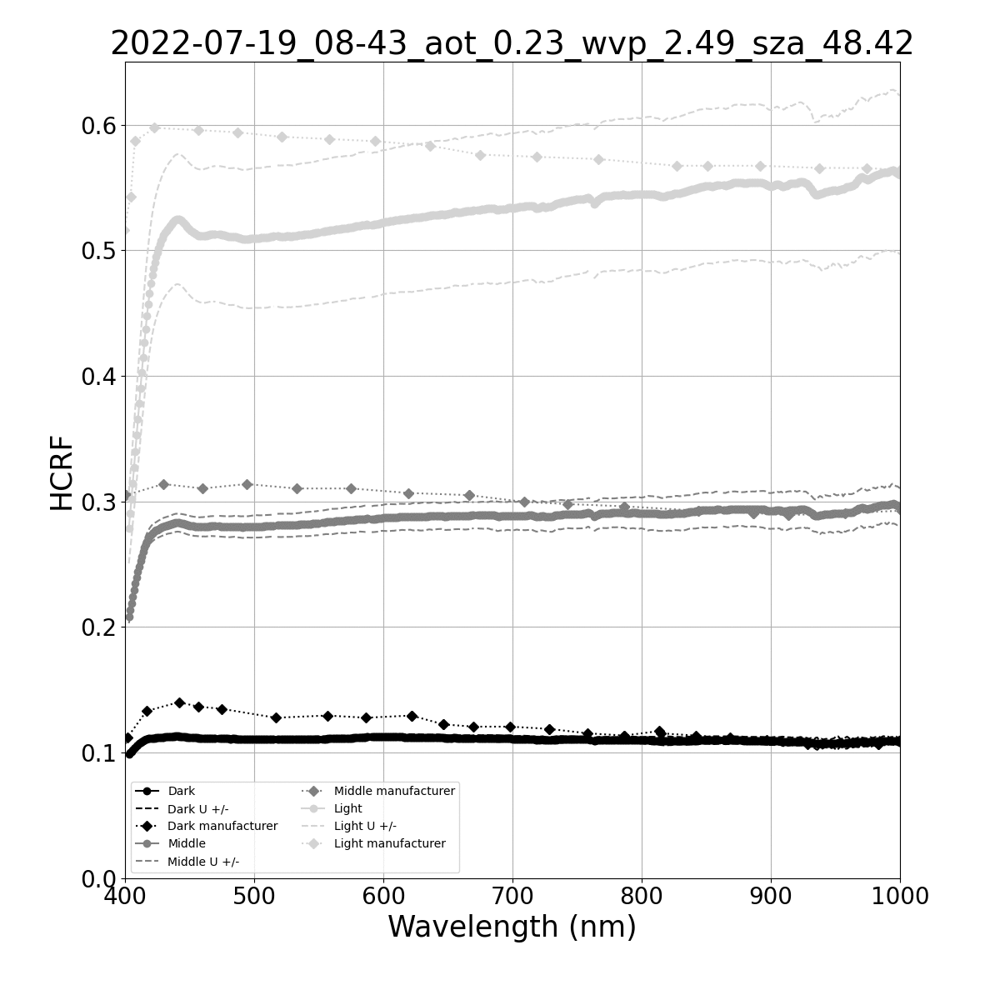 2022-07-19_08-43_aot_0.23_wvp_2.49_sza_48.42
0.6
0.5
0.4
0.3
0.2
0.1
0.0
HCRF
Dark
Dark U +/-
Dark manufacturer
Middle
Middle U +/-
Middle manufacturer
Light
Light U +/-
Light manufacturer
400 500 600 700 800 900 1000
Wavelength (nm)